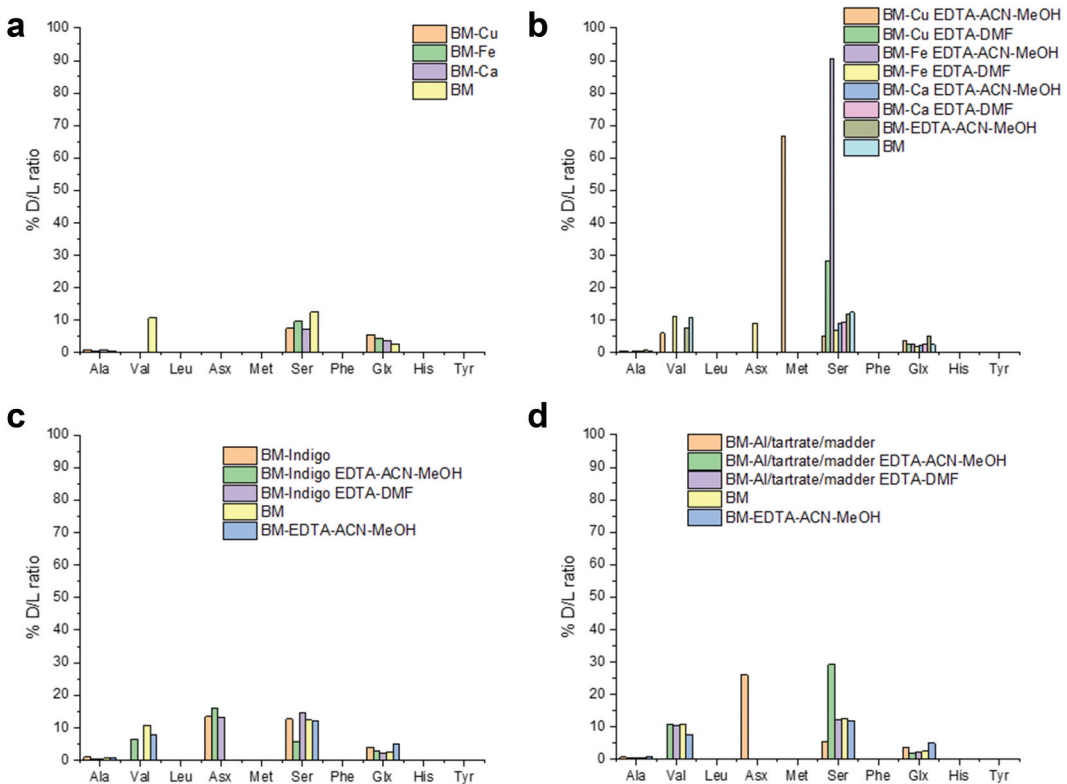 a
100
90
80
70
60
50
40
30
20
10
0
% D/L ratio
BM-Cu
BM-Fe
BM-Ca
BM
Ala Val Leu Asx Met Ser Phe Glx His Tyr
b
100
90
80
70
60
50
40
30
20
10
0
% D/L ratio
BM-Cu EDTA-ACN-MeOH
BM-Cu EDTA-DMF
BM-Fe EDTA-ACN-MeOH
BM-Fe EDTA-DMF
BM-Ca EDTA-ACN-MeOH
BM-Ca EDTA-DMF
BM-EDTA-ACN-MeOH
BM
Ala Val Leu Asx Met Ser Phe Glx His Tyr
c
100
90
80
70
60
50
40
30
20
10
0
% D/L ratio
BM-Indigo
BM-Indigo EDTA-ACN-MeOH
BM-Indigo EDTA-DMF
BM
BM-EDTA-ACN-MeOH
Ala Val Leu Asx Met Ser Phe Glx His Tyr
d
100
90
80
70
60
50
40
30
20
10
0
% D/L ratio
BM-Al/tartrate/madder
BM-Al/tartrate/madder EDTA-ACN-MeOH
BM-Al/tartrate/madder EDTA-DMF
BM
BM-EDTA-ACN-MeOH
Ala Val Leu Asx Met Ser Phe Glx His Tyr